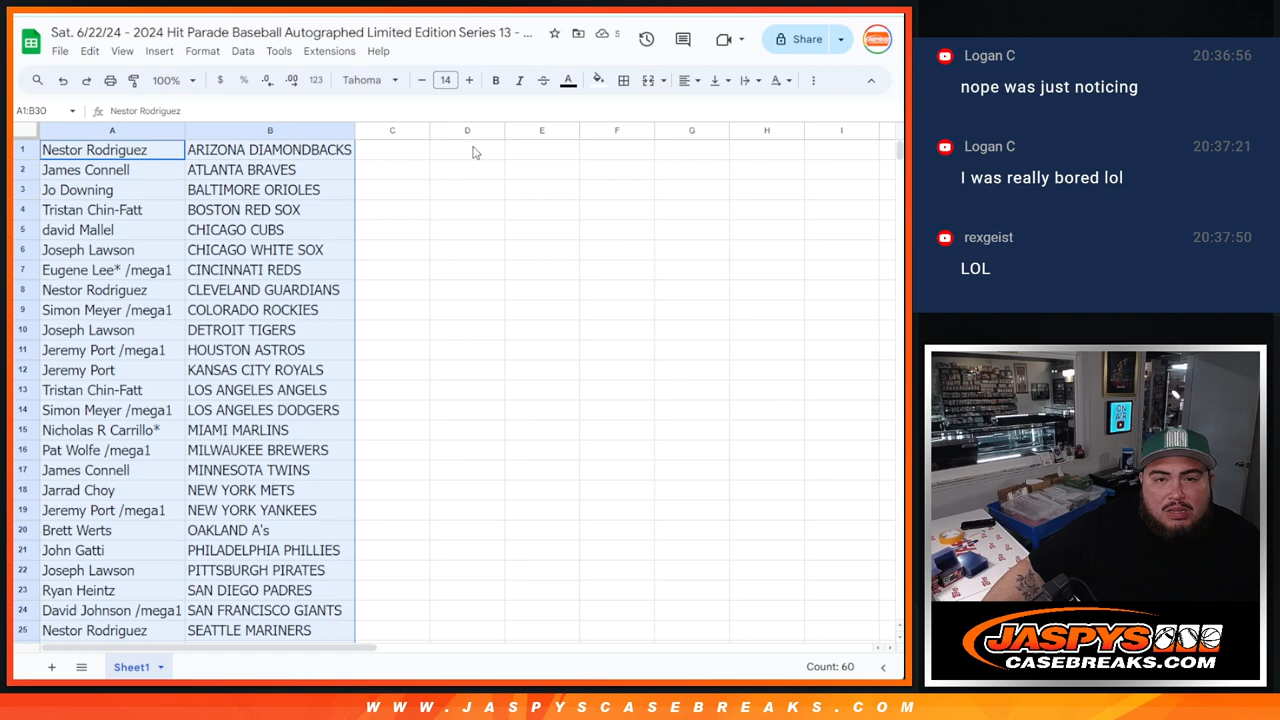 Sat. 6/22/24 - 2024 Hit Parade Baseball Autographed Limited Edition Series 13 - ...
S
File Edit View Insert Format Data Tools Extensions Help
Share
100% $ % .0 .00 123 Tahoma 14 B I A
A1:B30 fx Nestor Rodriguez
A B C D E F G H I
1 Nestor Rodriguez ARIZONA DIAMONDBACKS
2 James Connell ATLANTA BRAVES
3 Jo Downing BALTIMORE ORIOLES
4 Tristan Chin-Fatt BOSTON RED SOX
5 david Mallel CHICAGO CUBS
6 Joseph Lawson CHICAGO WHITE SOX
7 Eugene Lee* /mega1 CINCINNATI REDS
8 Nestor Rodriguez CLEVELAND GUARDIANS
9 Simon Meyer /mega1 COLORADO ROCKIES
10 Joseph Lawson DETROIT TIGERS
11 Jeremy Port /mega1 HOUSTON ASTROS
12 Jeremy Port KANSAS CITY ROYALS
13 Tristan Chin-Fatt LOS ANGELES ANGELS
14 Simon Meyer /mega1 LOS ANGELES DODGERS
15 Nicholas R Carrillo* MIAMI MARLINS
16 Pat Wolfe /mega1 MILWAUKEE BREWERS
17 James Connell MINNESOTA TWINS
18 Jarrad Choy NEW YORK METS
19 Jeremy Port /mega1 NEW YORK YANKEES
20 Brett Werts OAKLAND A's
21 John Gatti PHILADELPHIA PHILLIES
22 Joseph Lawson PITTSBURGH PIRATES
23 Ryan Heintz SAN DIEGO PADRES
24 David Johnson /mega1 SAN FRANCISCO GIANTS
25 Nestor Rodriguez SEATTLE MARINERS
Sheet1
Count: 60
Logan C 20:36:56
nope was just noticing
Logan C 20:37:21
I was really bored lol
rexgeist 20:37:50
LOL
ON AIR
JASPYS
CASEBREAKS.COM
WWW.JASPYSCASEBREAKS.COM